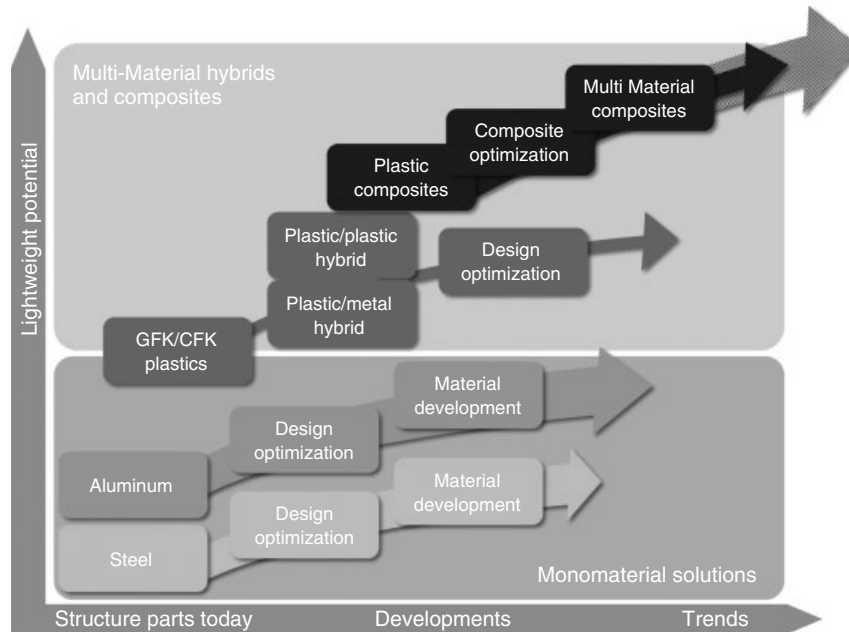 Multi-Material hybrids
and composites
Multi Material
composites
Composite
optimization
Plastic
composites
Plastic/plastic
hybrid
Design
optimization
Plastic/metal
hybrid
GFK/CFK
plastics
Material
development
Design
optimization
Aluminum
Material
development
Design
optimization
Steel
Monomaterial solutions
Lightweight potential
Structure parts today
Developments
Trends